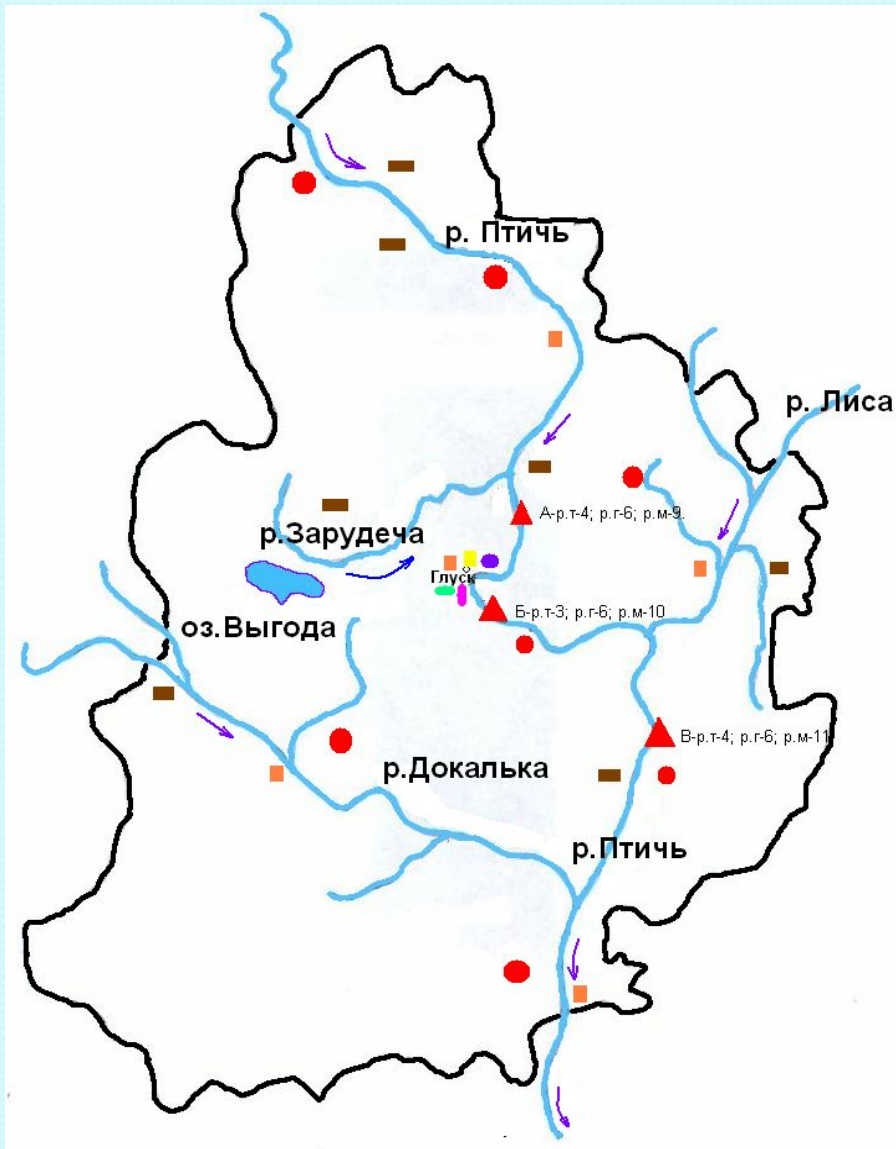 р. Птичь
р. Лиса
А-р.т-4; р.г-6; р.м-9.
р.Зарудеча
Глуск
Б-р.т-3; р.г-6; р.м-10
оз.Выгода
В-р.т-4; р.г-6; р.м-11
р.Докалька
р.Птичь